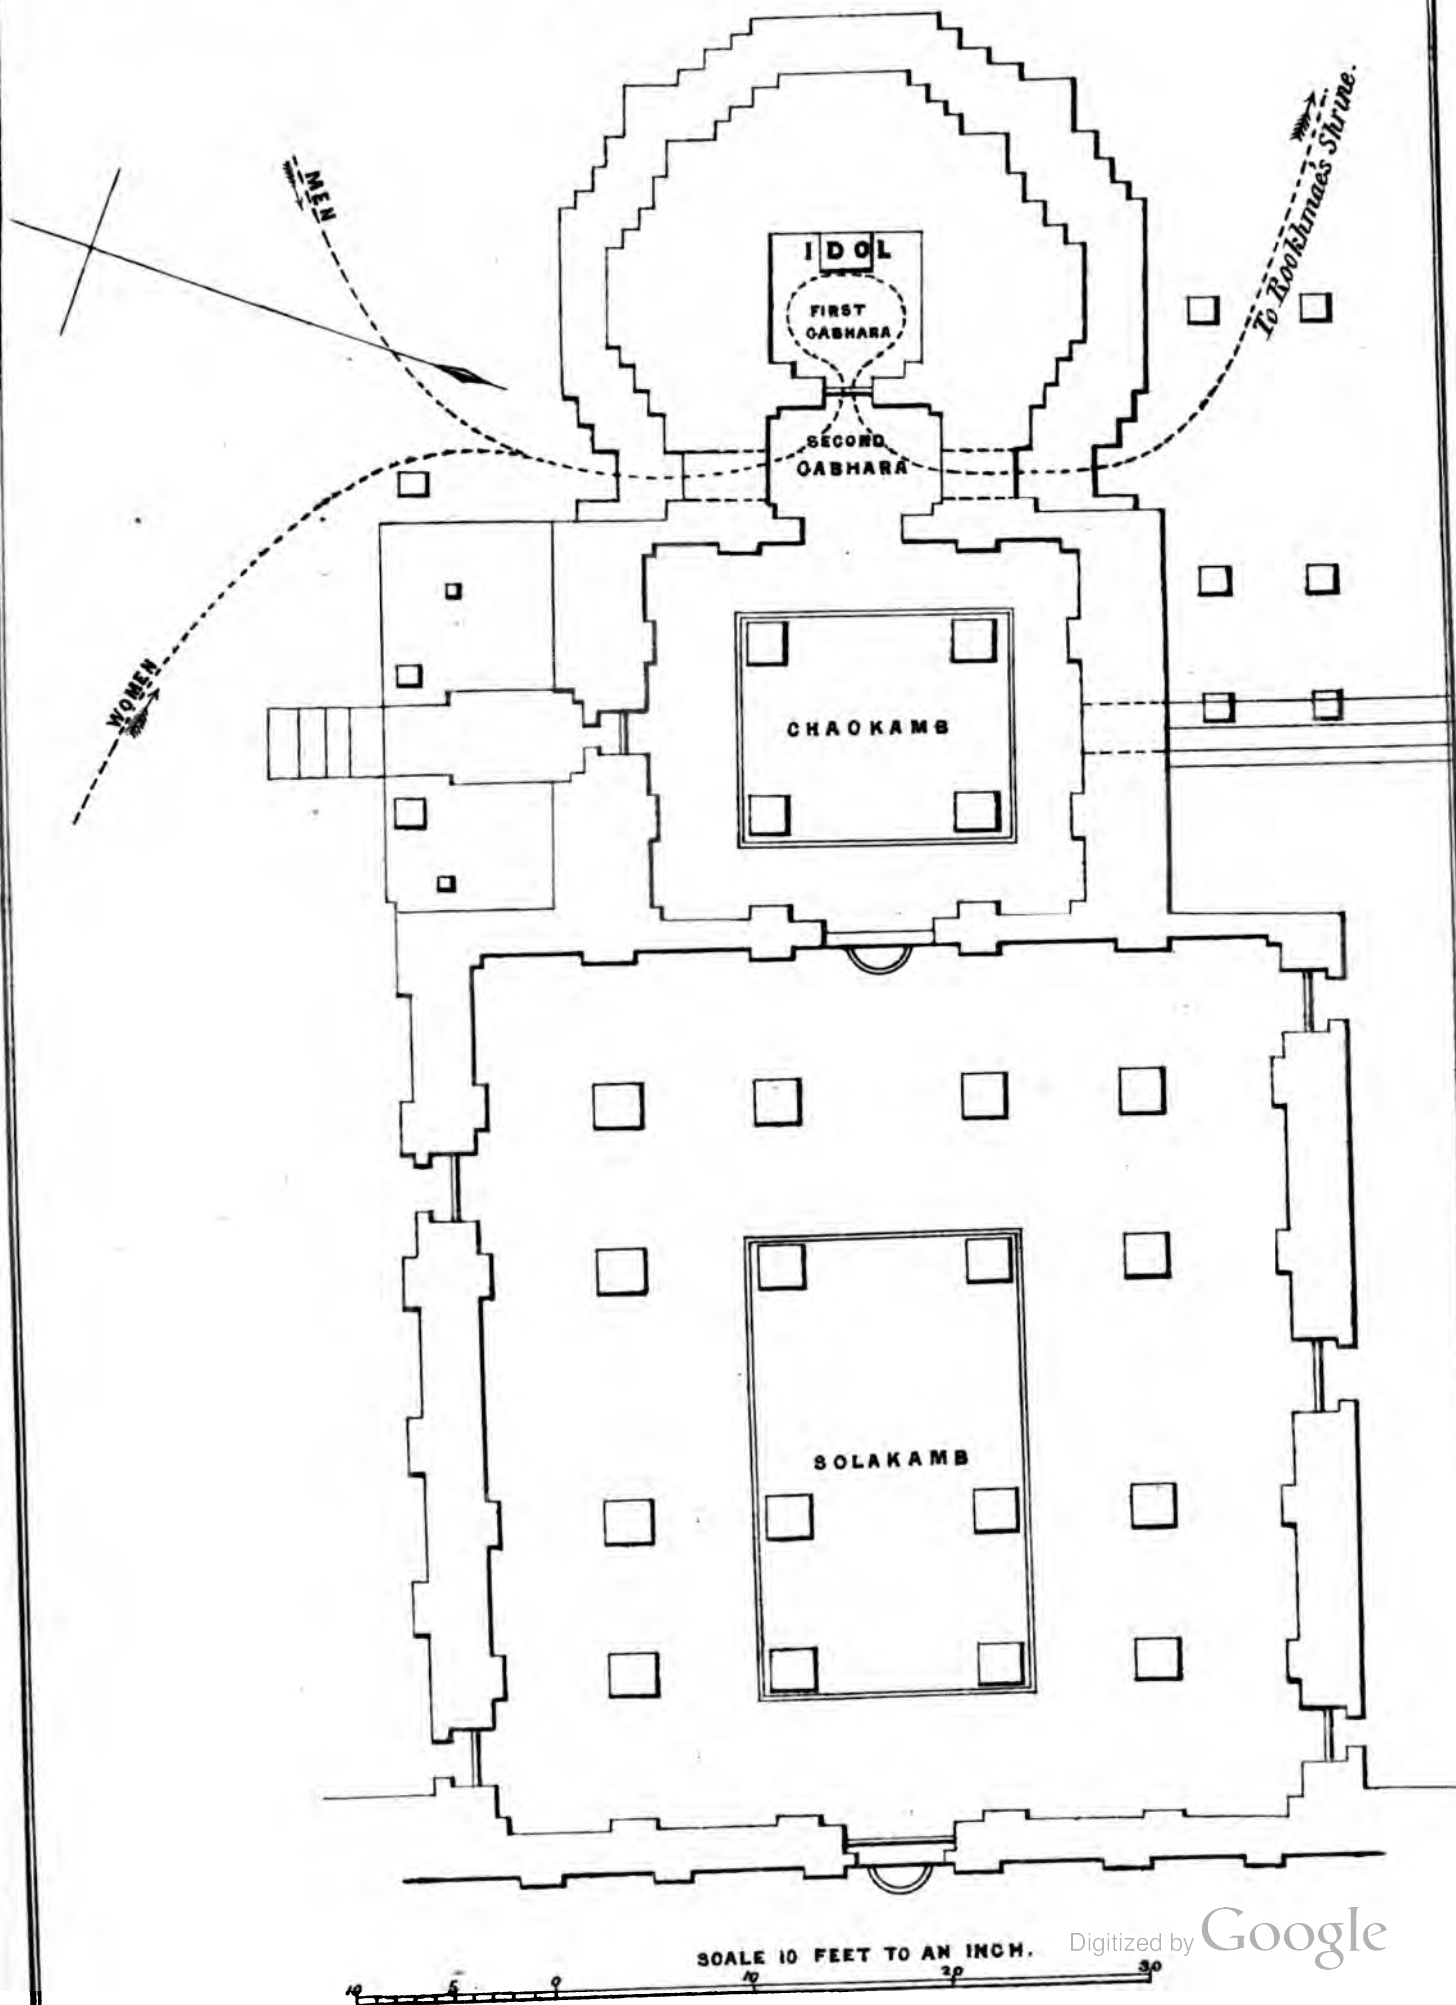 MEN
To Rookhmae's Shrine.
IDOL
FIRST
GABHARA
SECOND
GABHARA
WOMEN
CHAOKAMB
SOLAKAMB
SCALE 10 FEET TO AN INCH.
10 5 0 10 20 30
Digitized by Google